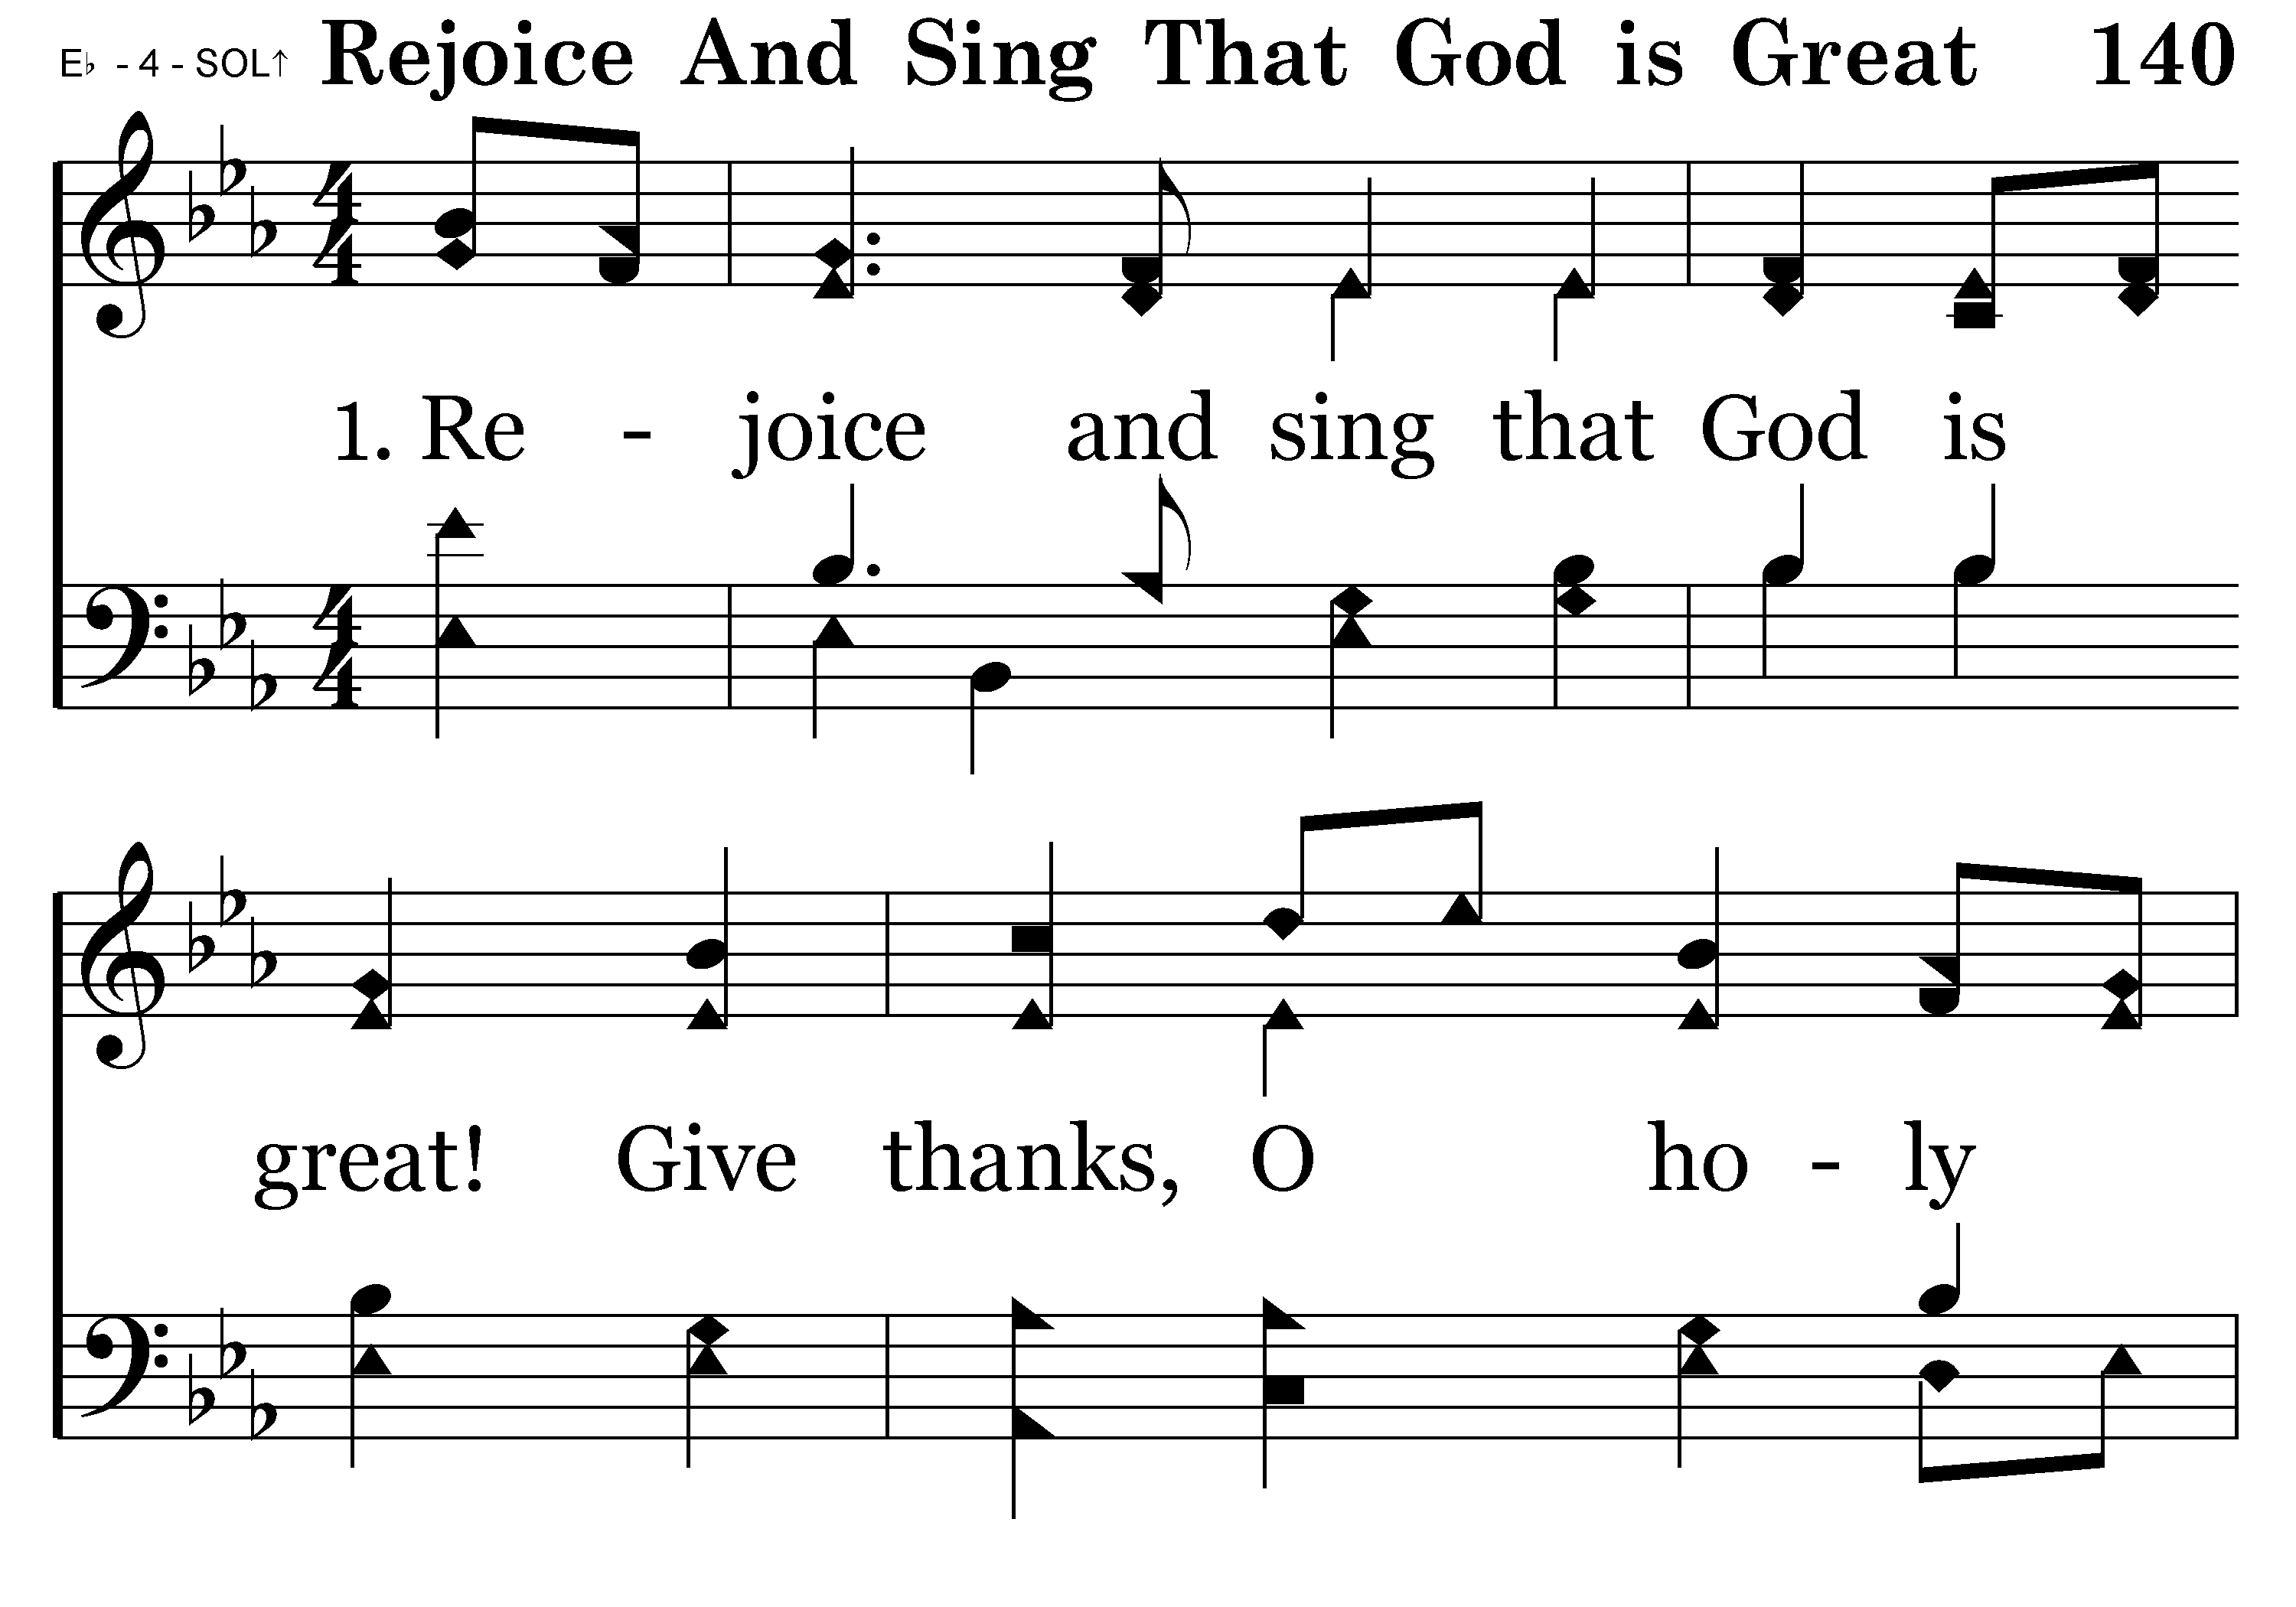 E♭ - 4 - SOL↑ Rejoice And Sing That God is Great 140
1. Re - joice and sing that God is
great! Give thanks, O ho - ly